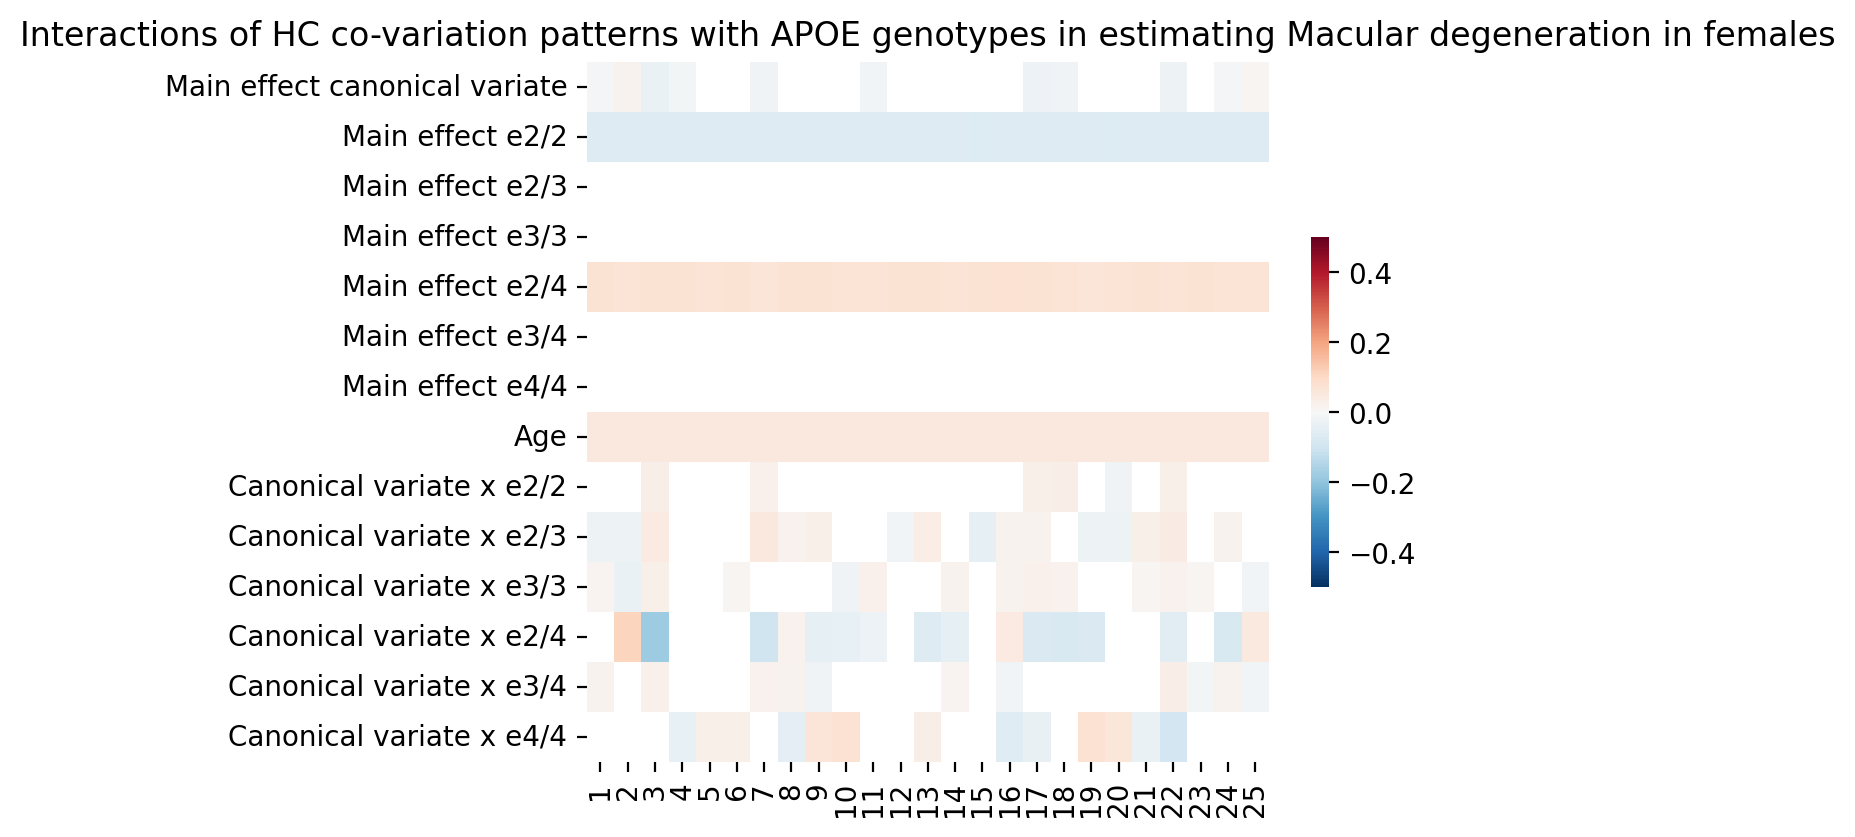 Interactions of HC co-variation patterns with APOE genotypes in estimating Macular degeneration in females
Main effect canonical variate
Main effect e2/2
Main effect e2/3
Main effect e3/3
Main effect e2/4
Main effect e3/4
Main effect e4/4
Age
Canonical variate x e2/2
Canonical variate x e2/3
Canonical variate x e3/3
Canonical variate x e2/4
Canonical variate x e3/4
Canonical variate x e4/4
1 2 3 4 5 6 7 8 9 10 11 12 13 14 15 16 17 18 19 20 21 22 23 24 25
0.4
0.2
0.0
−0.2
−0.4